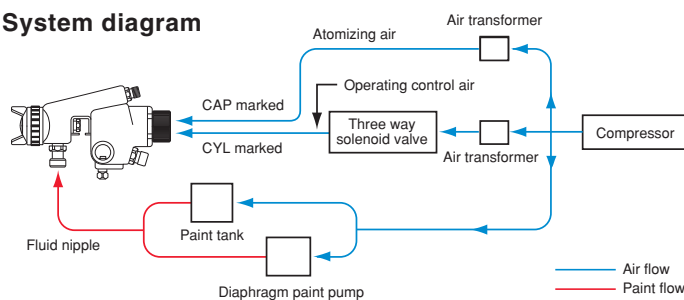 System diagram
Air transformer
Atomizing air
Operating control air
CAP marked
Three way
solenoid valve
Compressor
CYL marked
Air transformer
Paint tank
Fluid nipple
Diaphragm paint pump
Air flow
Paint flow